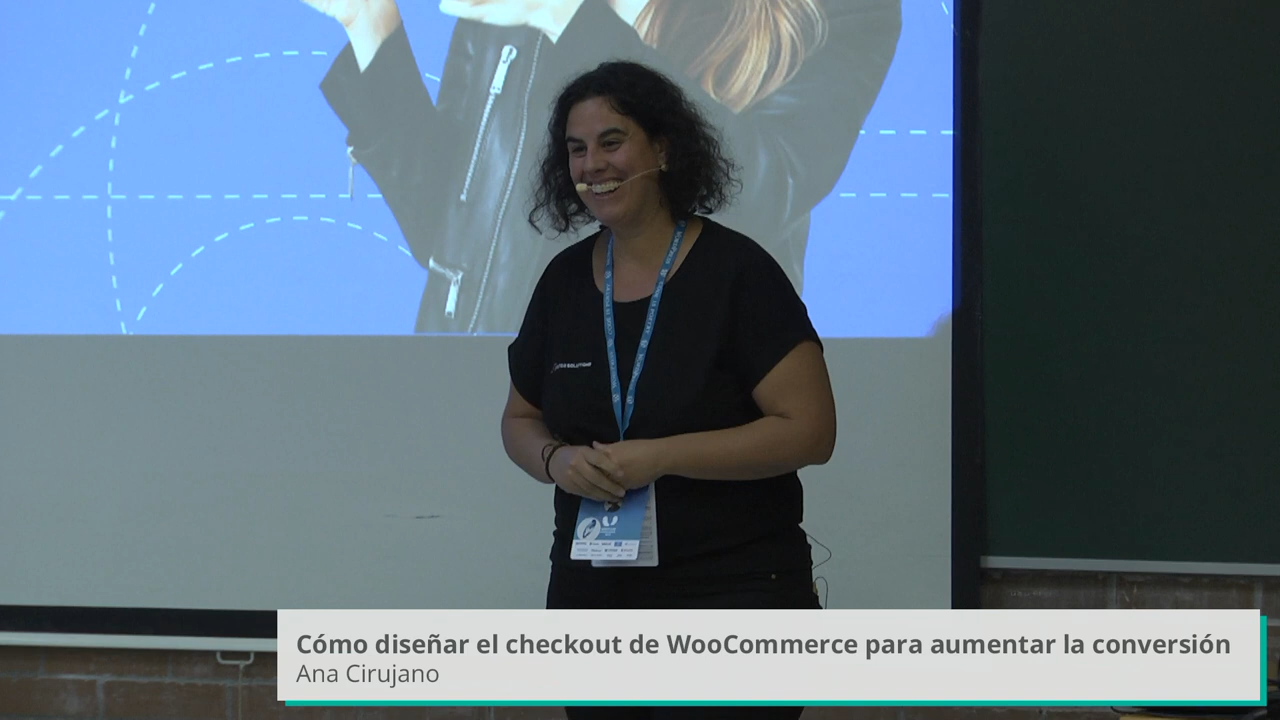 Cómo diseñar el checkout de WooCommerce para aumentar la conversión
Ana Cirujano